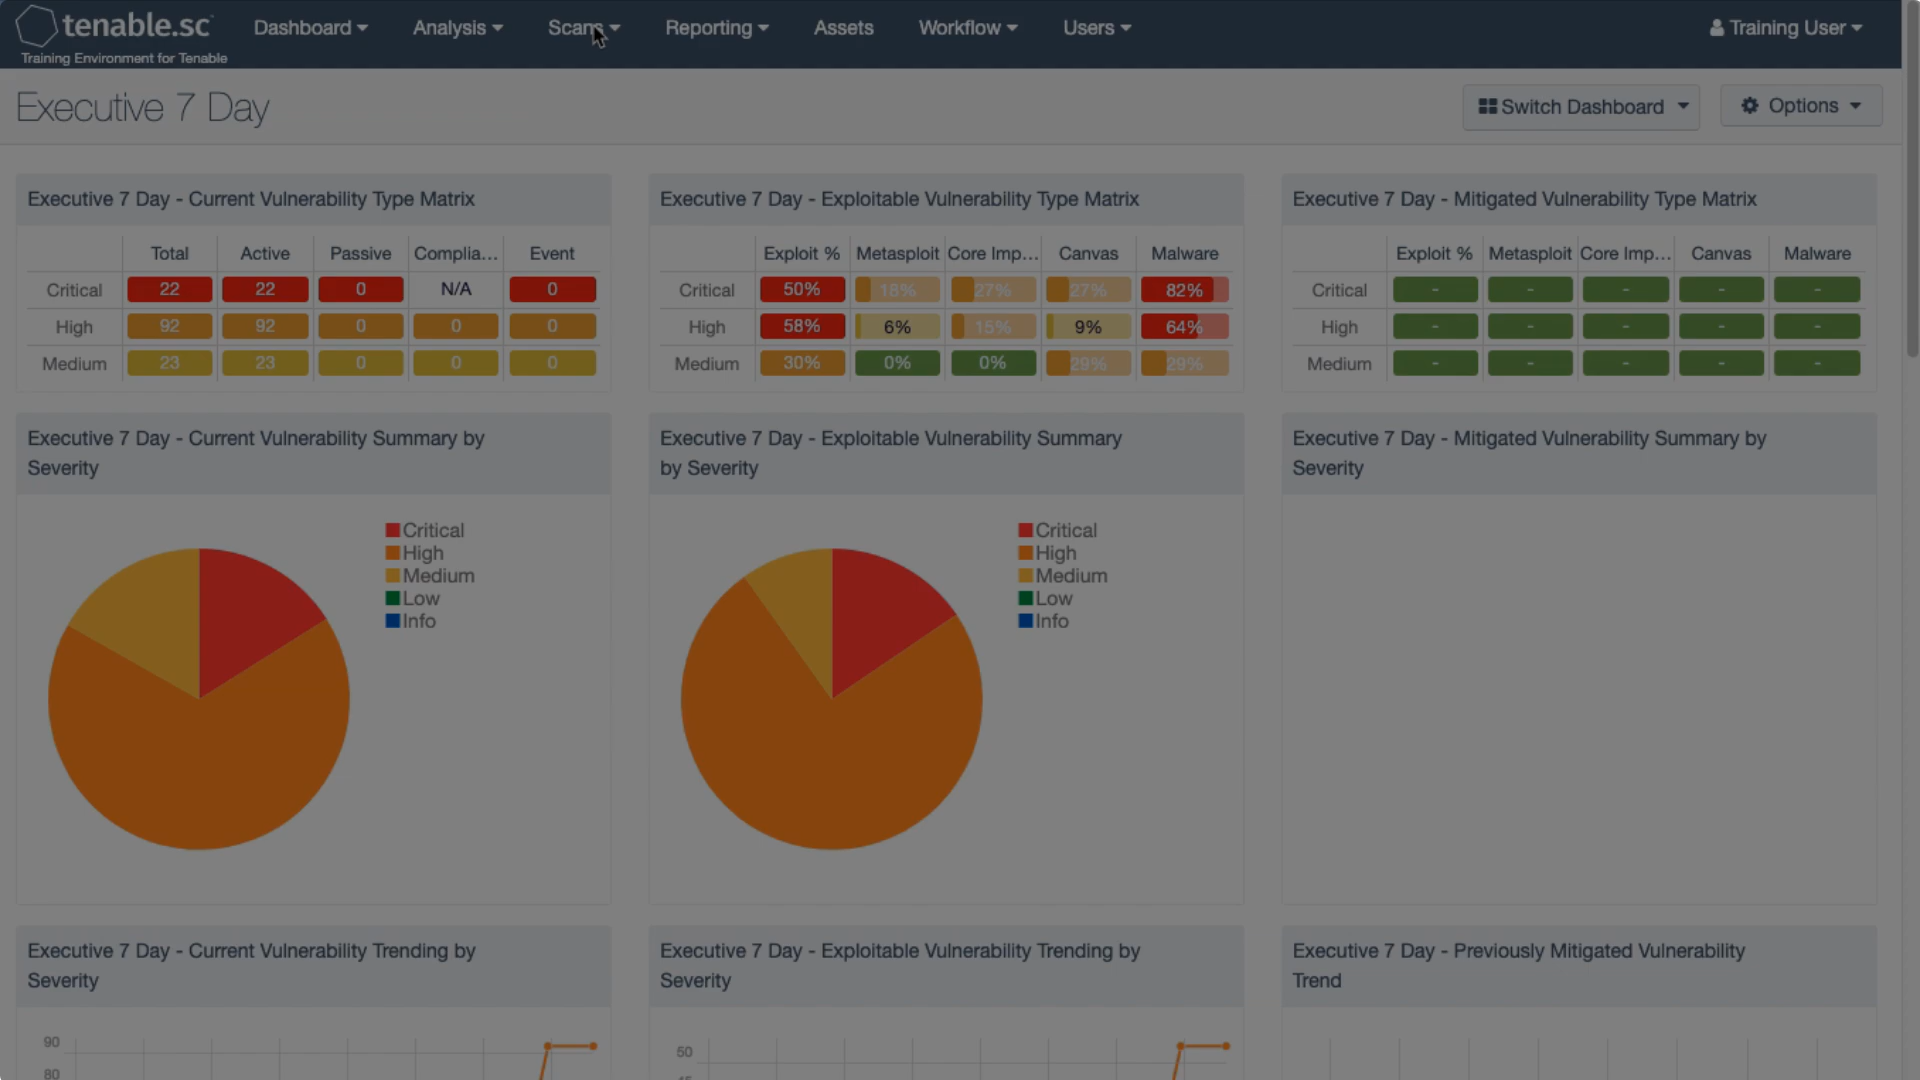 tenable.sc
Dashboard
Analysis
Scans
Reporting
Assets
Workflow
Users
Training User
Training Environment for Tenable
Executive 7 Day
Switch Dashboard
Options
Executive 7 Day - Current Vulnerability Type Matrix
Total Active Passive Complia... Event
Critical 22 22 0 N/A 0
High 92 92 0 0 0
Medium 23 23 0 0 0
Executive 7 Day - Exploitable Vulnerability Type Matrix
Exploit % Metasploit Core Imp... Canvas Malware
Critical 50% 18% 27% 27% 82%
High 58% 6% 15% 9% 64%
Medium 30% 0% 0% 29% 29%
Executive 7 Day - Mitigated Vulnerability Type Matrix
Exploit % Metasploit Core Imp... Canvas Malware
Critical - - - - -
High - - - - -
Medium - - - - -
Executive 7 Day - Current Vulnerability Summary by
Severity
Critical
High
Medium
Low
Info
Executive 7 Day - Exploitable Vulnerability Summary
by Severity
Critical
High
Medium
Low
Info
Executive 7 Day - Mitigated Vulnerability Summary by
Severity
Executive 7 Day - Current Vulnerability Trending by
Severity
90
80
Executive 7 Day - Exploitable Vulnerability Trending by
Severity
50
Executive 7 Day - Previously Mitigated Vulnerability
Trend